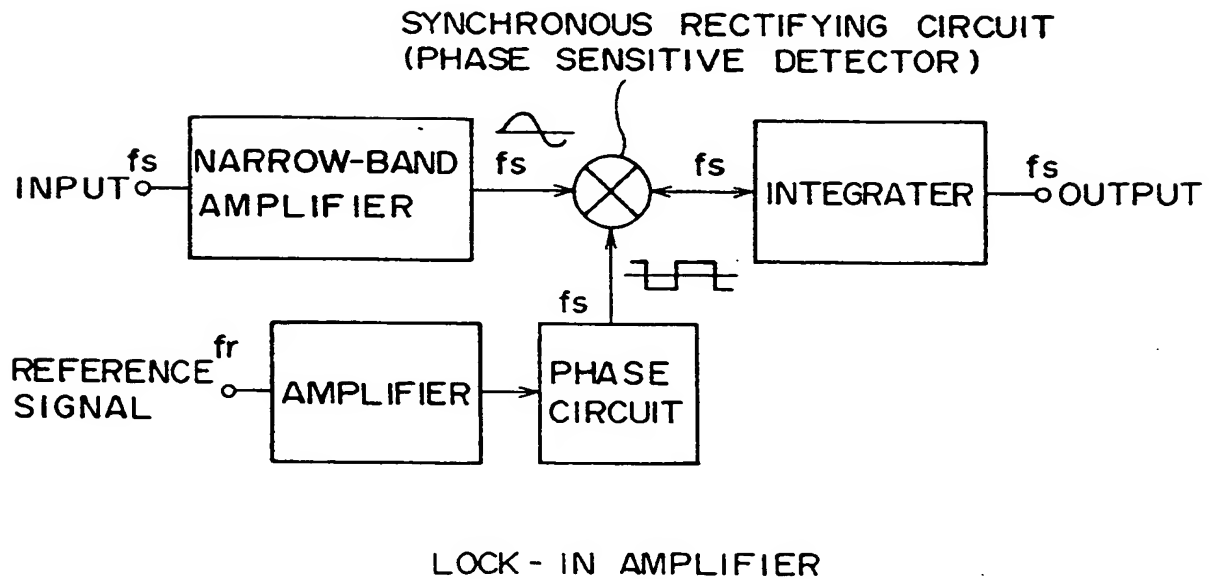 SYNCHRONOUS RECTIFYING CIRCUIT
(PHASE SENSITIVE DETECTOR)
INPUT
fs
NARROW-BAND
AMPLIFIER
fs
fs
INTEGRATER
fs
OUTPUT
fs
REFERENCE
SIGNAL
fr
AMPLIFIER
PHASE
CIRCUIT
LOCK-IN AMPLIFIER